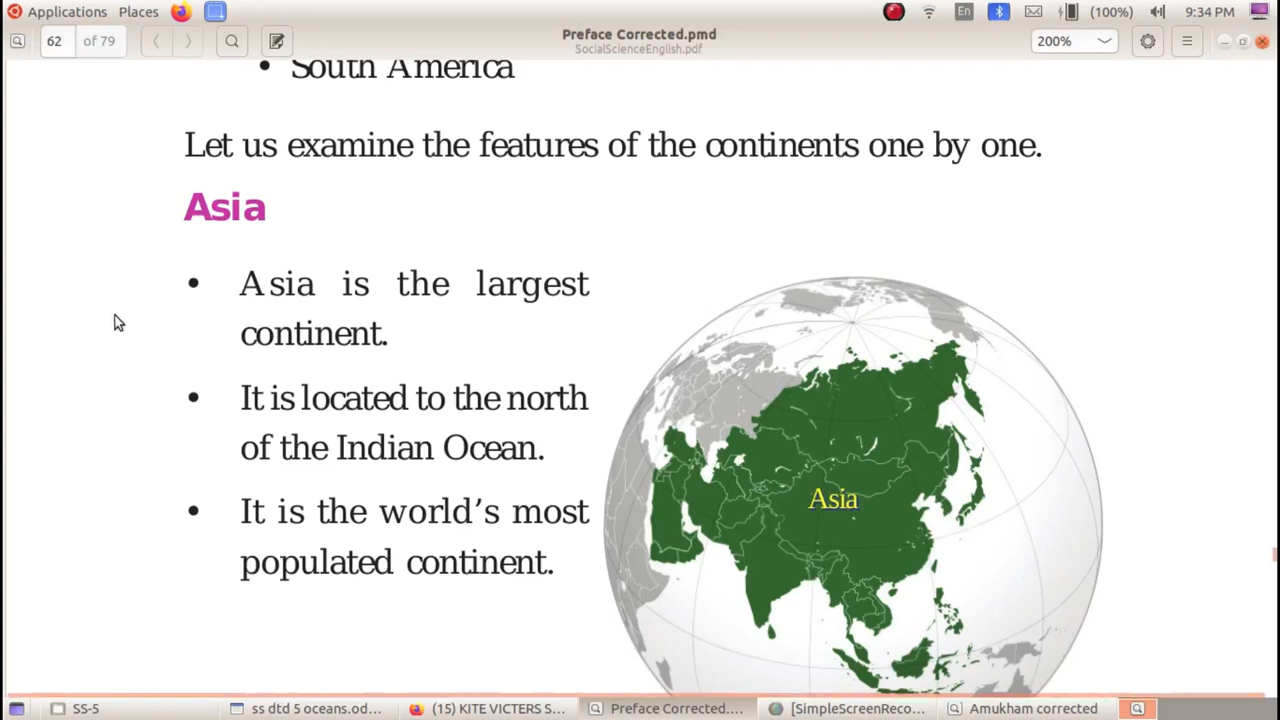 Applications Places En (100%) 9:34 PM
62 of 79 Preface Corrected.pmd 200%
SocialScienceEnglish.pdf
• South America
Let us examine the features of the continents one by one.
Asia
• Asia is the largest
continent.
• It is located to the north
of the Indian Ocean.
• It is the world's most
populated continent.
Asia
SS-5 ss dtd 5 oceans.od... (15) KITE VICTERS S... Preface Corrected.... [SimpleScreenReco... Amukham corrected